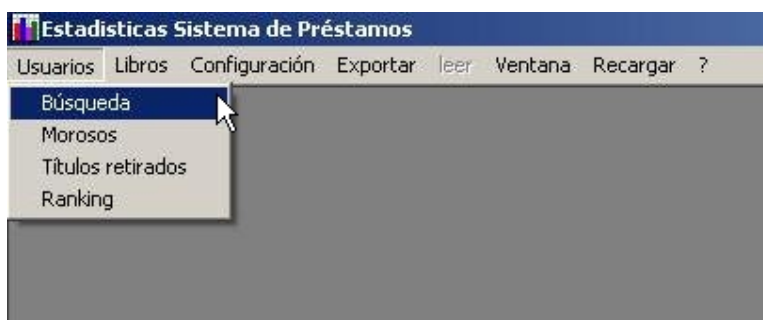 Estadisticas Sistema de Préstamos
Usuarios Libros Configuración Exportar leer Ventana Recargar ?
Búsqueda
Morosos
Títulos retirados
Ranking